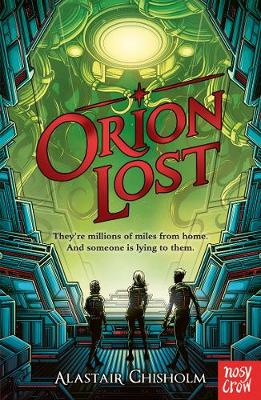 ORION
LOST
They're millions of miles from home.
And someone is lying to them.
ALASTAIR CHISHOLM
nosy
crow